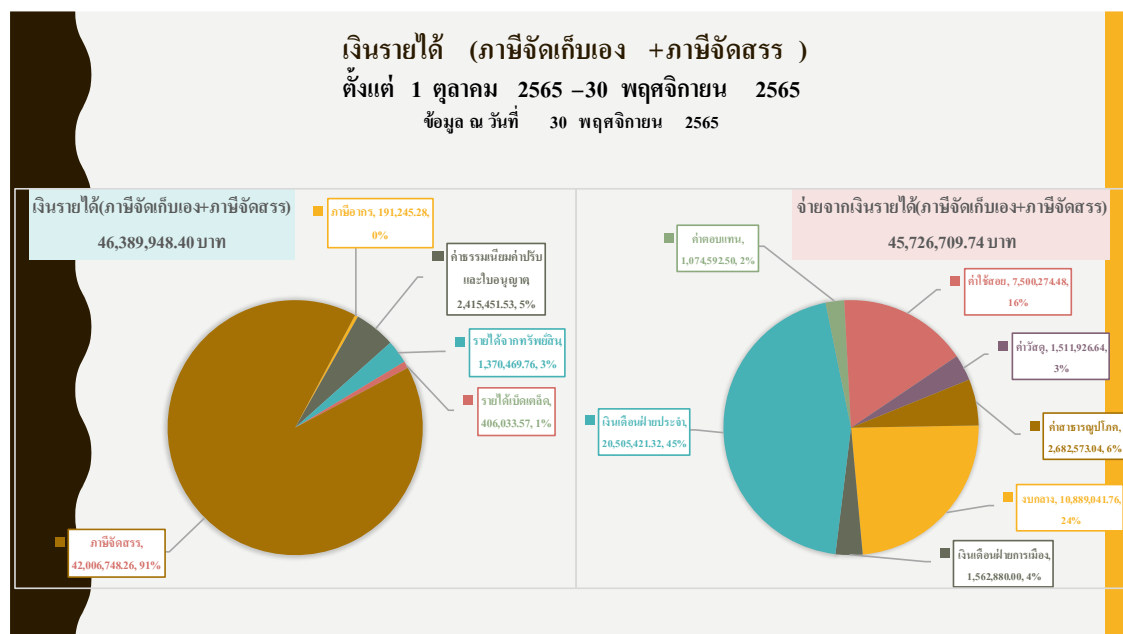 เงินรายได้ (ภาษีจัดเก็บเอง +ภาษีจัดสรร )
ตั้งแต่ 1 ตุลาคม 2565 –30 พฤศจิกายน 2565
ข้อมูล ณ วันที่ 30 พฤศจิกายน 2565
เงินรายได้(ภาษีจัดเก็บเอง+ภาษีจัดสรร)
46,389,948.40 บาท
ภาษีอากร, 191,245.28,
0%
ค่าธรรมเนียมค่าปรับ
และใบอนุญาต
2,415,451.53, 5%
รายได้จากทรัพย์สิน,
1,370,469.76, 3%
รายได้เบ็ดเตล็ด,
406,033.57, 1%
ภาษีจัดสรร,
42,006,748.26, 91%
จ่ายจากเงินรายได้(ภาษีจัดเก็บเอง+ภาษีจัดสรร)
45,726,709.74 บาท
ค่าตอบแทน,
1,074,592.50, 2%
ค่าใช้สอย, 7,500,274.48,
16%
ค่าวัสดุ, 1,511,926.64,
3%
ค่าสาธารณูปโภค,
2,682,573.04, 6%
งบกลาง, 10,889,041.76,
24%
เงินเดือนฝ่ายการเมือง,
1,562,880.00, 4%
เงินเดือนฝ่ายประจำ,
20,505,421.32, 45%